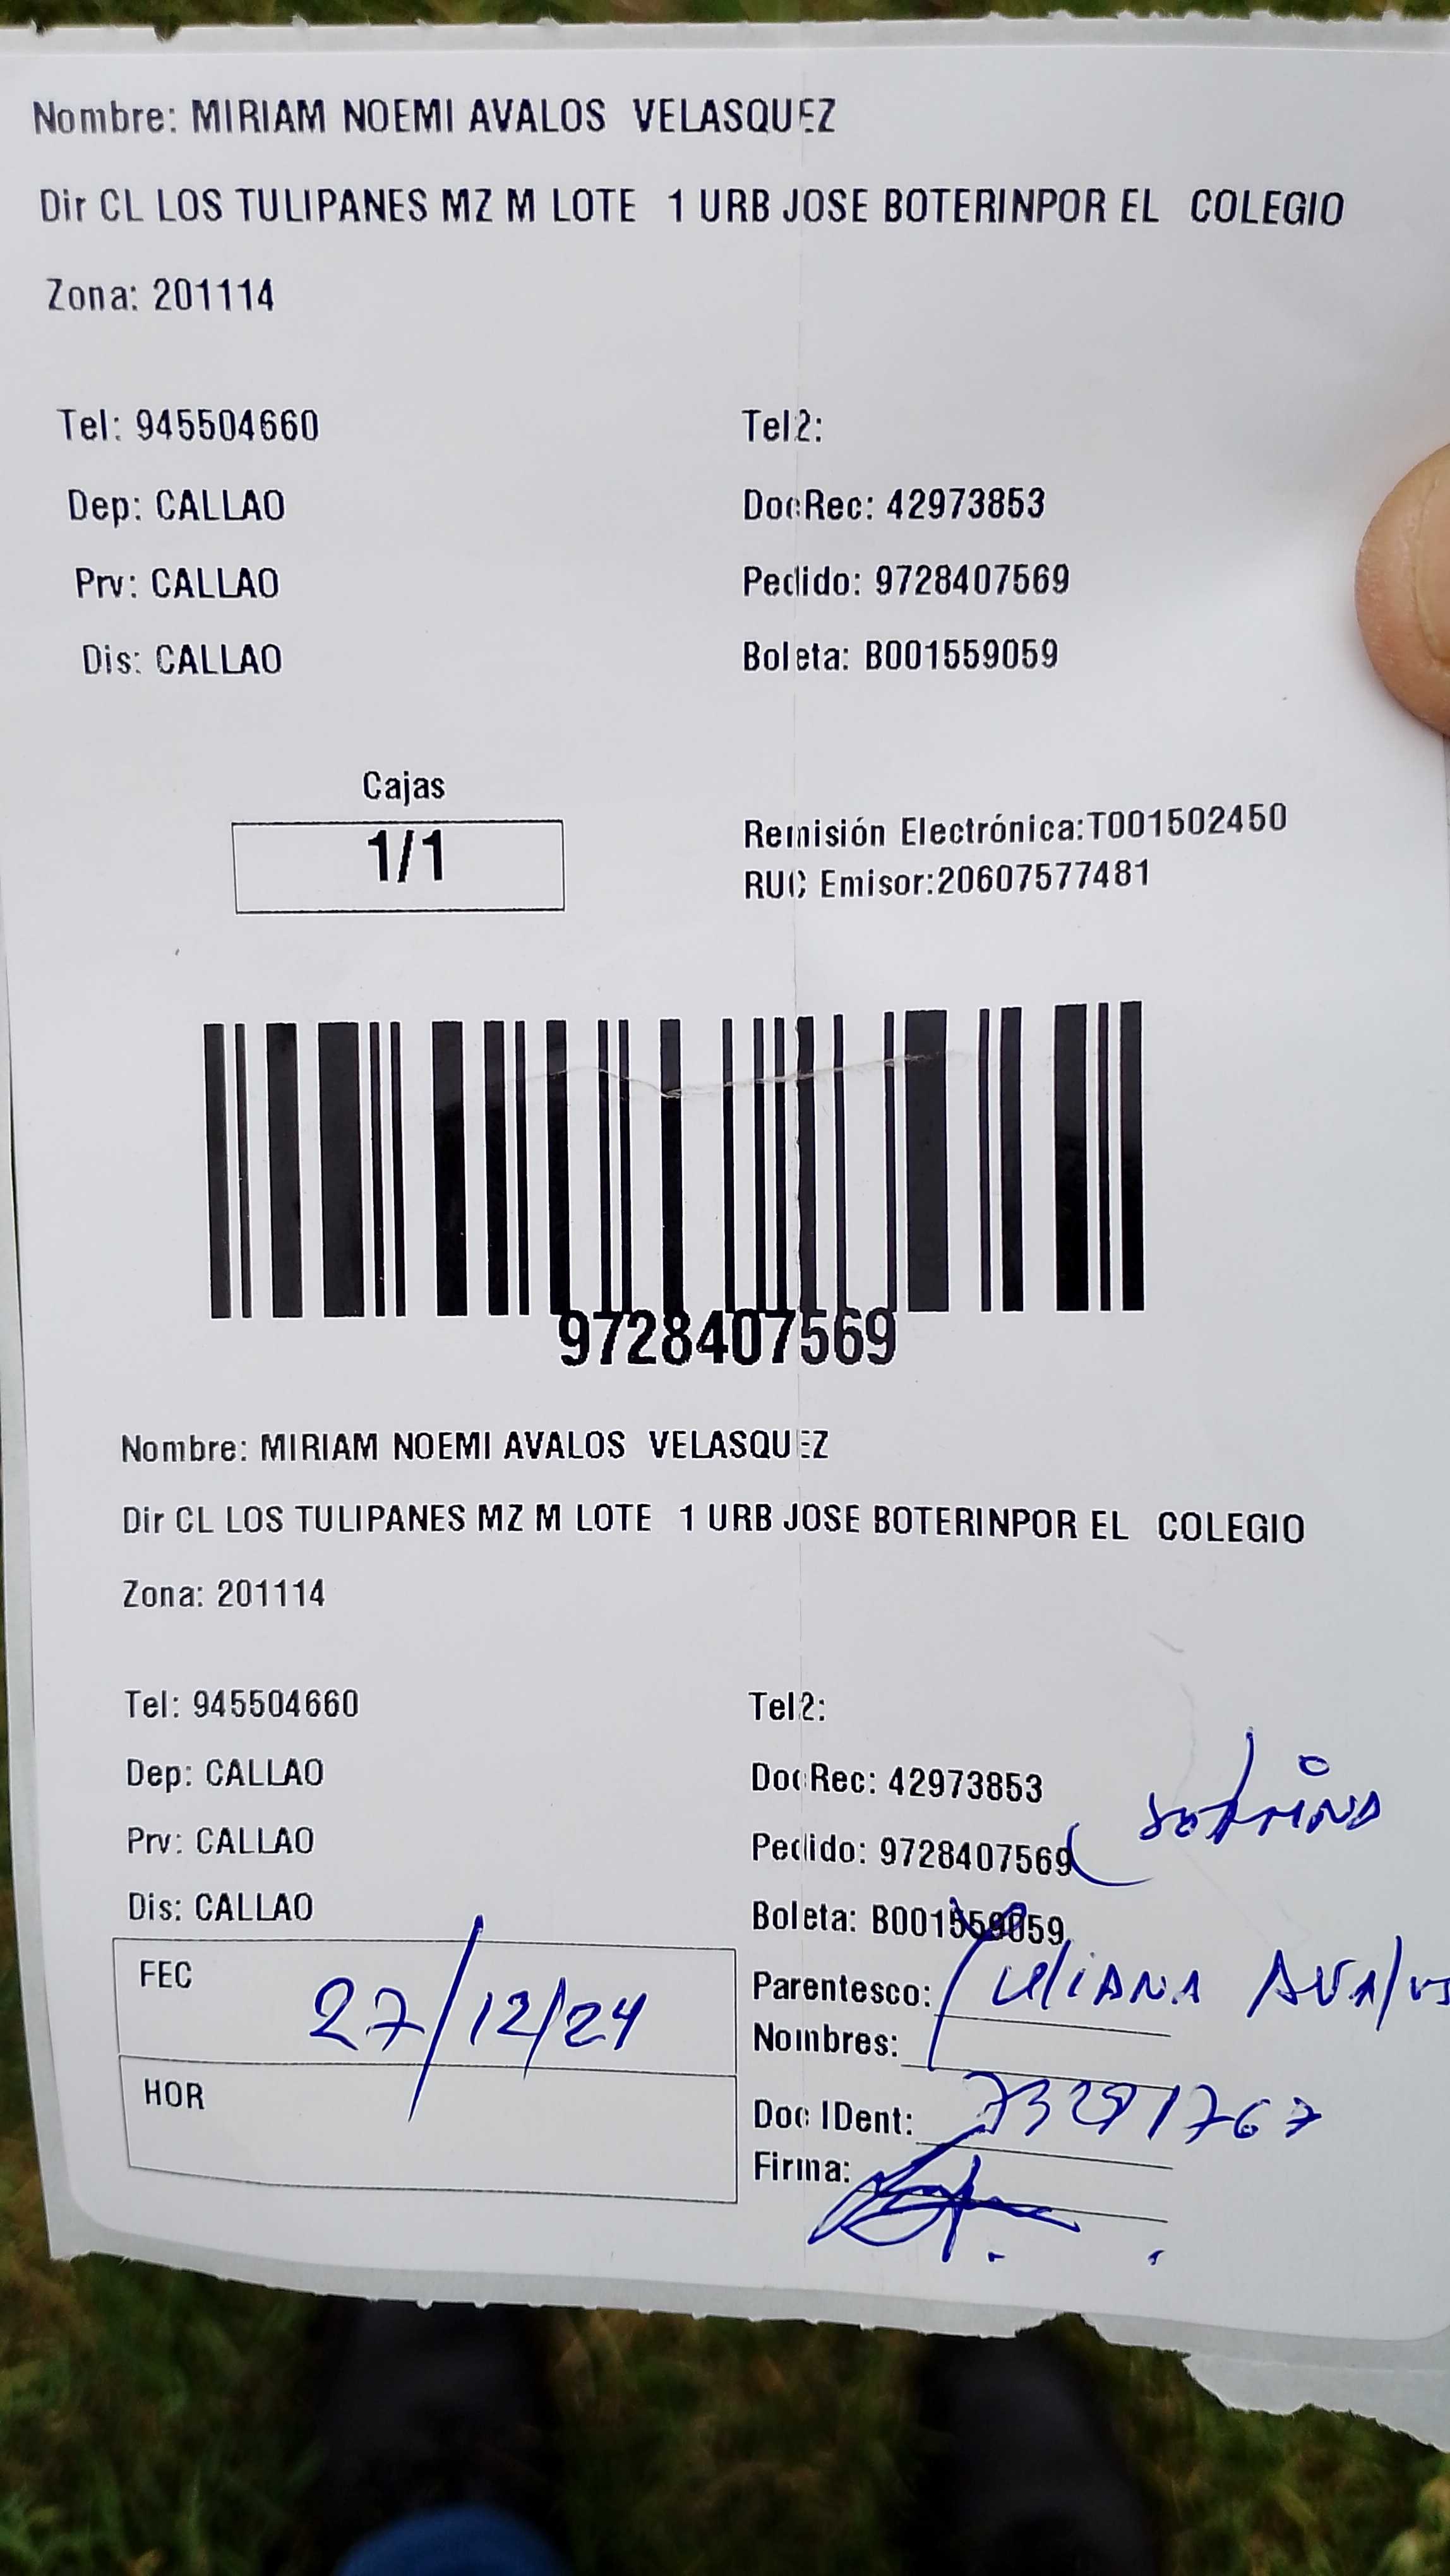 Nombre: MIRIAM NOEMI AVALOS VELASQUEZ
Dir CL LOS TULIPANES MZ M LOTE 1 URB JOSE BOTERINPOR EL COLEGIO
Zona: 201114
Tel: 945504660 Tel2:
Dep: CALLAO DocRec: 42973853
Prv: CALLAO Pedido: 9728407569
Dis: CALLAO Boleta: B001559059
Cajas
1/1
Remisión Electrónica:T001502450
RUC Emisor:20607577481
9728407569
Nombre: MIRIAM NOEMI AVALOS VELASQUEZ
Dir CL LOS TULIPANES MZ M LOTE 1 URB JOSE BOTERINPOR EL COLEGIO
Zona: 201114
Tel: 945504660 Tel2:
Dep: CALLAO DocRec: 42973853
Prv: CALLAO Pedido: 9728407569
Dis: CALLAO Boleta: B001559059
FEC 27/12/24
HOR
Parentesco: AVALOS
Nombres:
Doc IDent:
Firma: